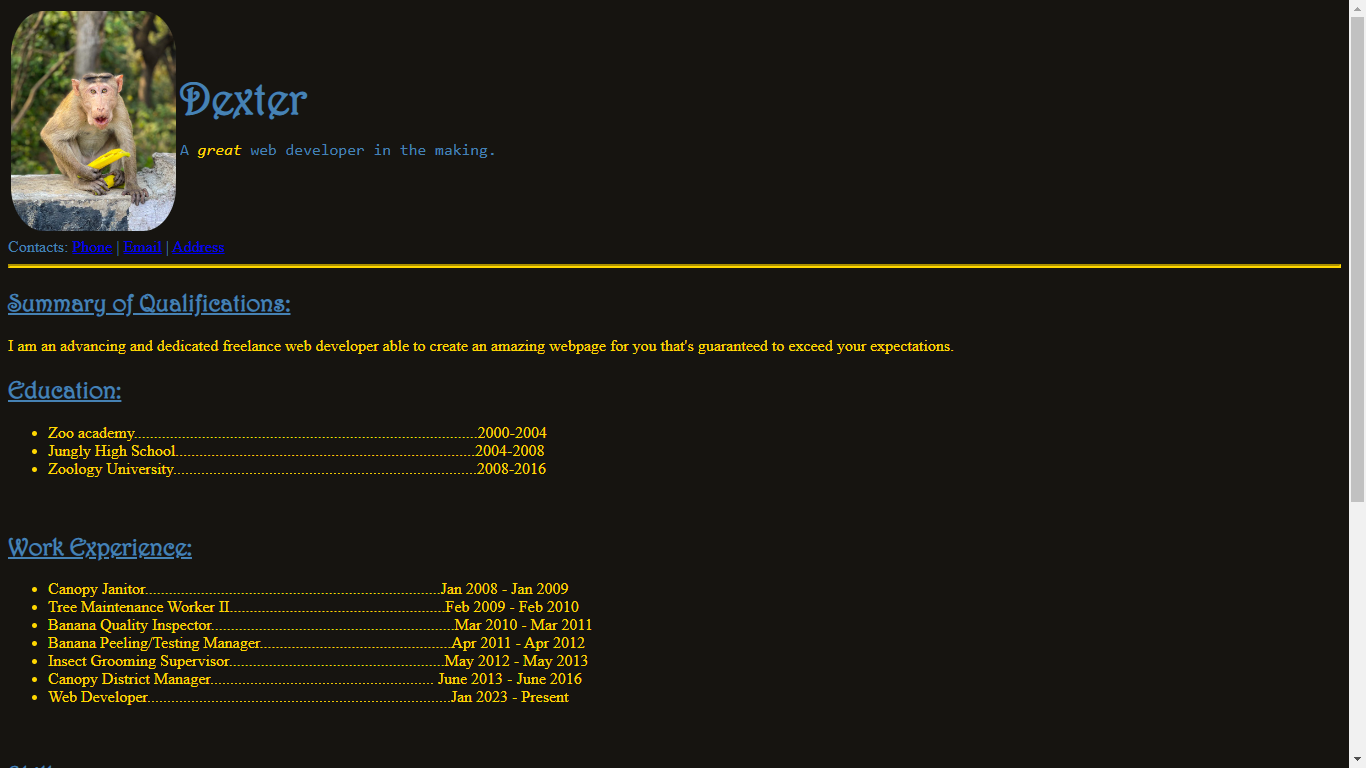 Dexter
A great web developer in the making.
Contacts: Phone | Email | Address
Summary of Qualifications:
I am an advancing and dedicated freelance web developer able to create an amazing webpage for you that's guaranteed to exceed your expectations.
Education:
Zoo academy......................................................................................2000-2004
Jungly High School...........................................................................2004-2008
Zoology University............................................................................2008-2016
Work Experience:
Canopy Janitor..........................................................................Jan 2008 - Jan 2009
Tree Maintenance Worker II......................................................Feb 2009 - Feb 2010
Banana Quality Inspector.............................................................Mar 2010 - Mar 2011
Banana Peeling/Testing Manager................................................Apr 2011 - Apr 2012
Insect Grooming Supervisor......................................................May 2012 - May 2013
Canopy District Manager........................................................ June 2013 - June 2016
Web Developer............................................................................Jan 2023 - Present